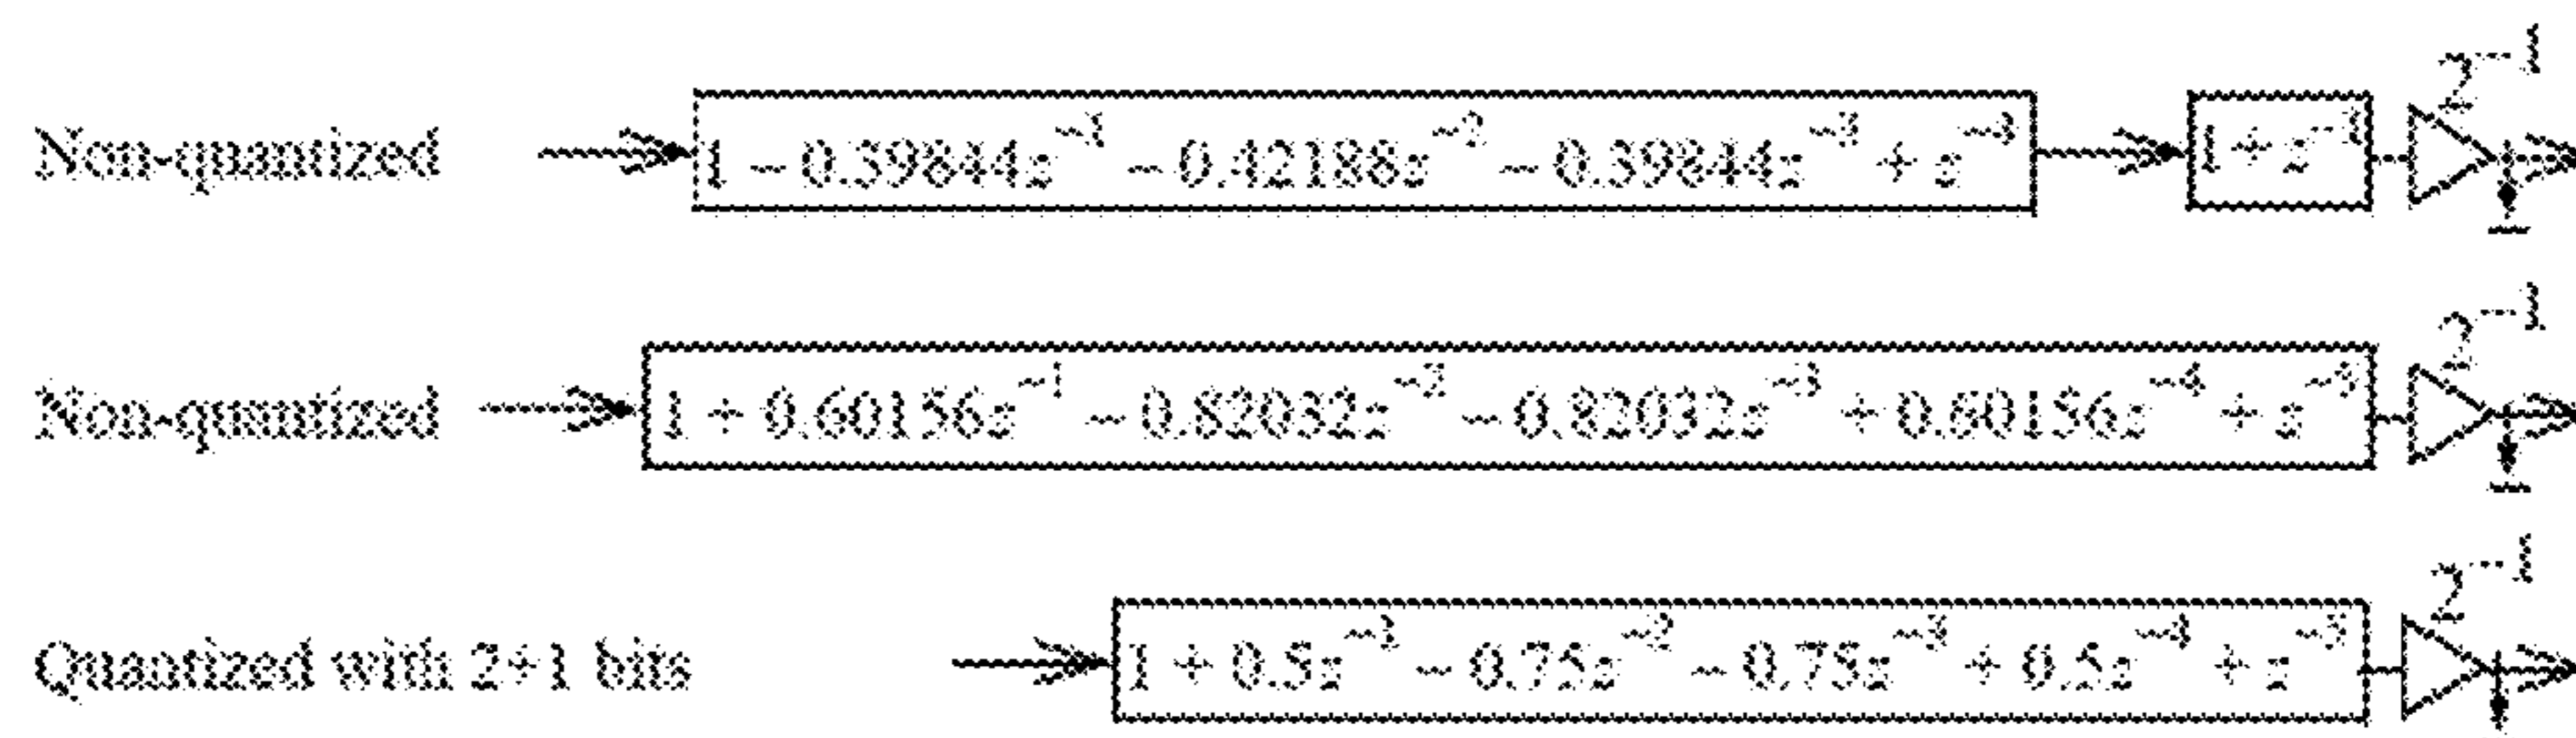 Non-quantized 1 − 0.39844z⁻¹ − 0.42188z⁻² − 0.39844z⁻³ + z⁻⁴ 1 + z⁻¹ 2⁻¹
Non-quantized 1 + 0.60156z⁻¹ − 0.82032z⁻² − 0.82032z⁻³ + 0.60156z⁻⁴ + z⁻⁵ 2⁻¹
Quantized with 2+1 bits 1 + 0.5z⁻¹ − 0.75z⁻² − 0.75z⁻³ + 0.5z⁻⁴ + z⁻⁵ 2⁻¹